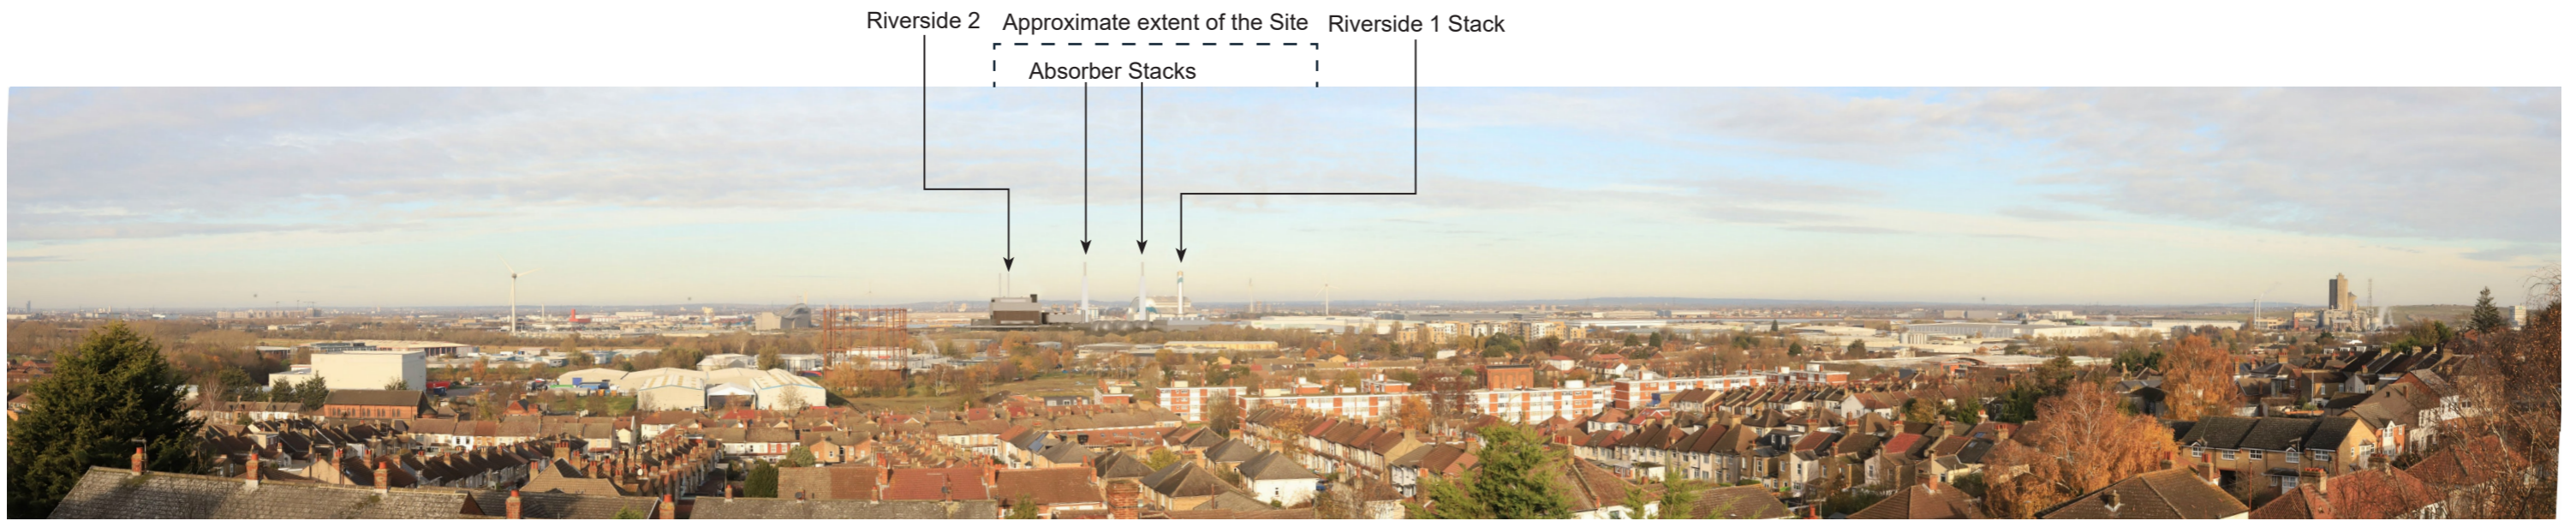 Riverside 2
Approximate extent of the Site
Riverside 1 Stack
Absorber Stacks